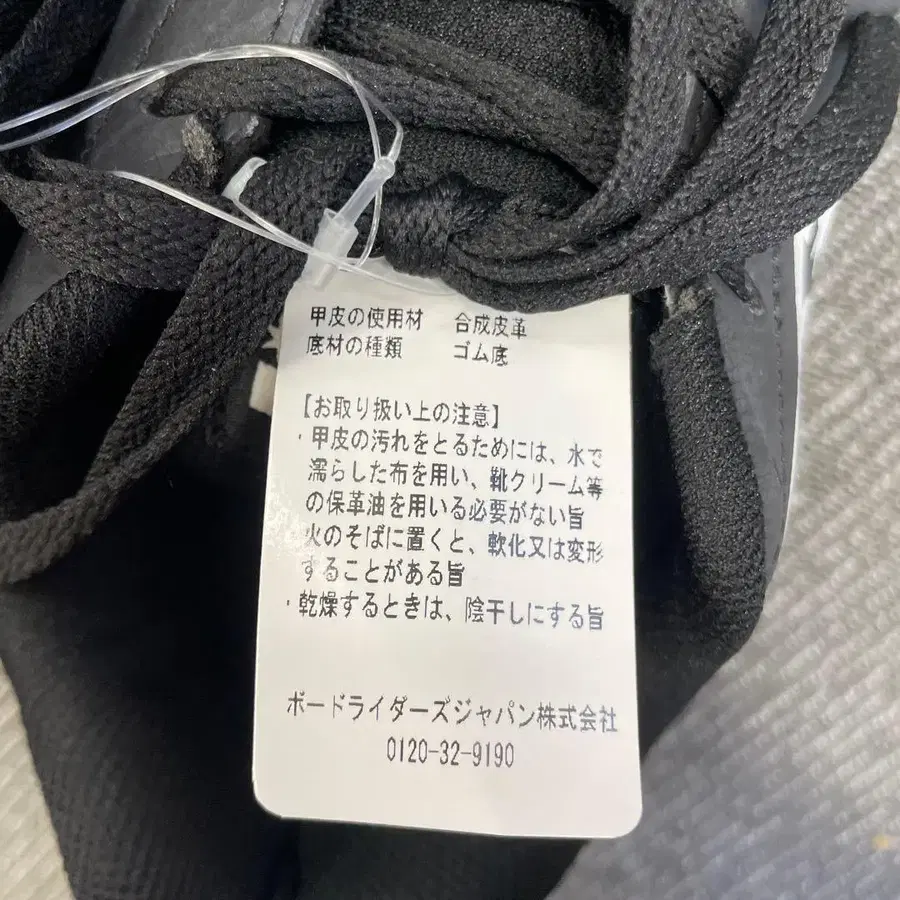 甲皮の使用材 合成皮革
底材の種類 ゴム底
【お取り扱い上の注意】
・甲皮の汚れをとるためには、水で
濡らした布を用い、靴クリーム等
の保革油を用いる必要がない旨
火のそばに置くと、軟化又は変形
することがある旨
・乾燥するときは、陰干しにする旨
ボードライダーズジャパン株式会社
0120-32-9190